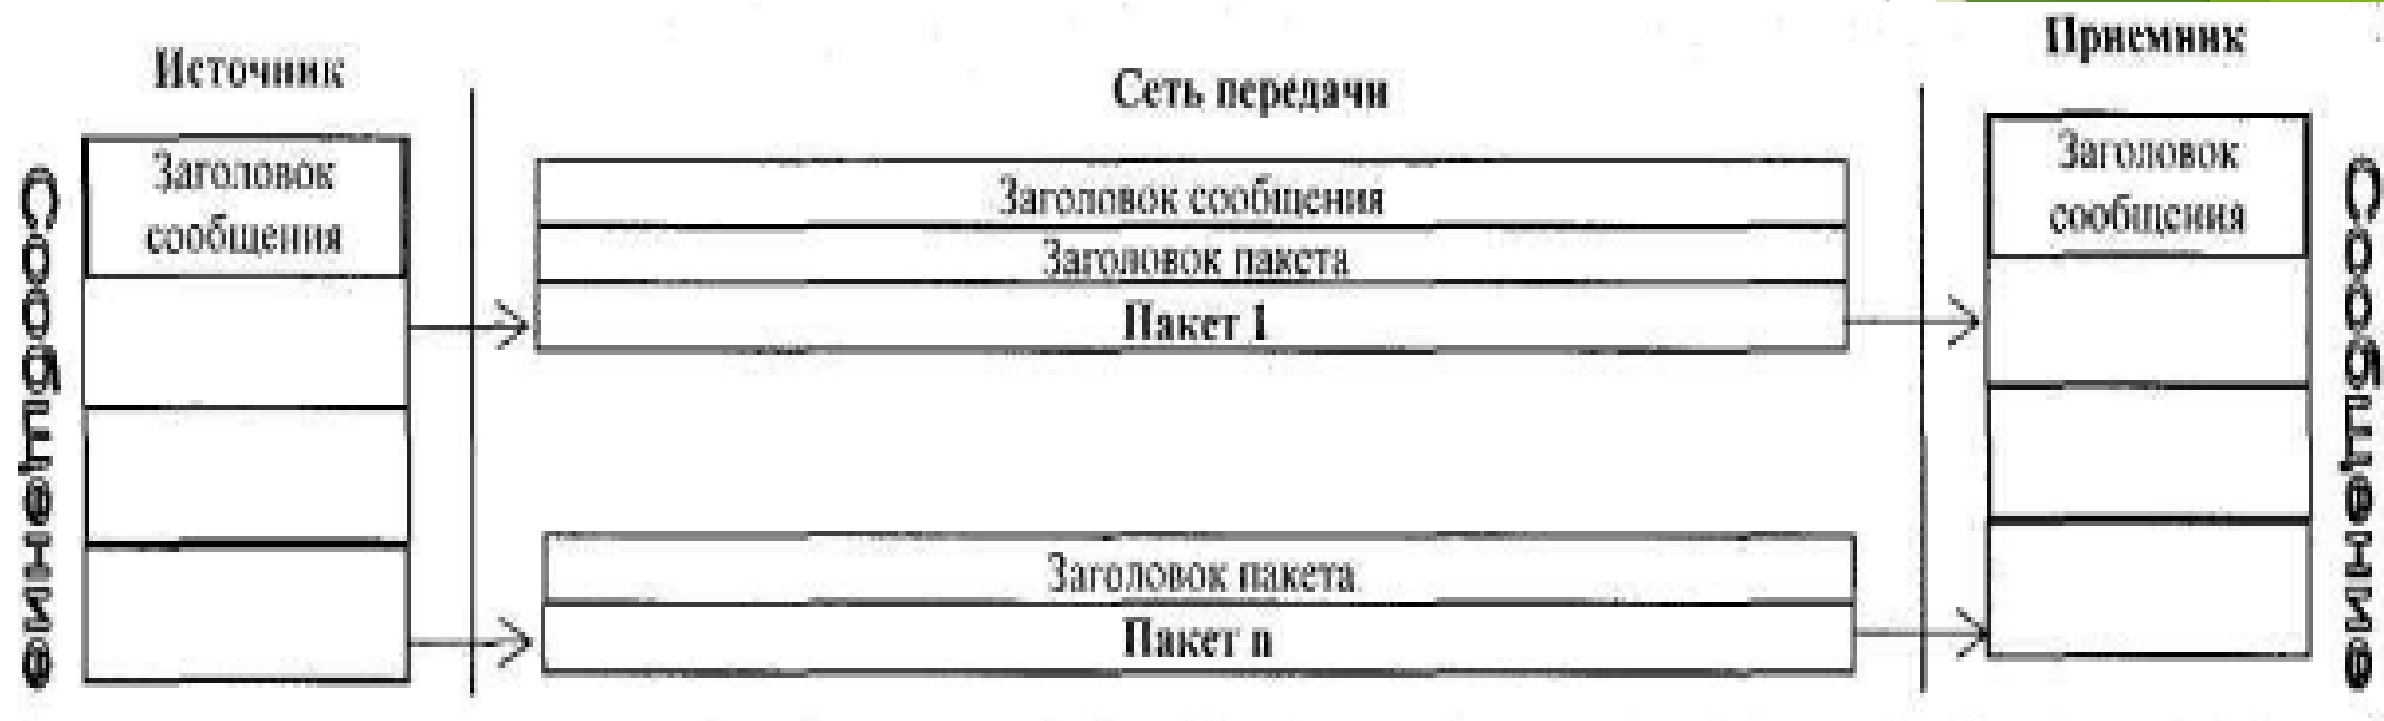 Источник
Сеть передачи
Приемник
Сообщение
Заголовок
сообщения
Заголовок сообщения
Заголовок пакета
Пакет 1
Заголовок пакета
Пакет n
Заголовок
сообщения
Сообщение